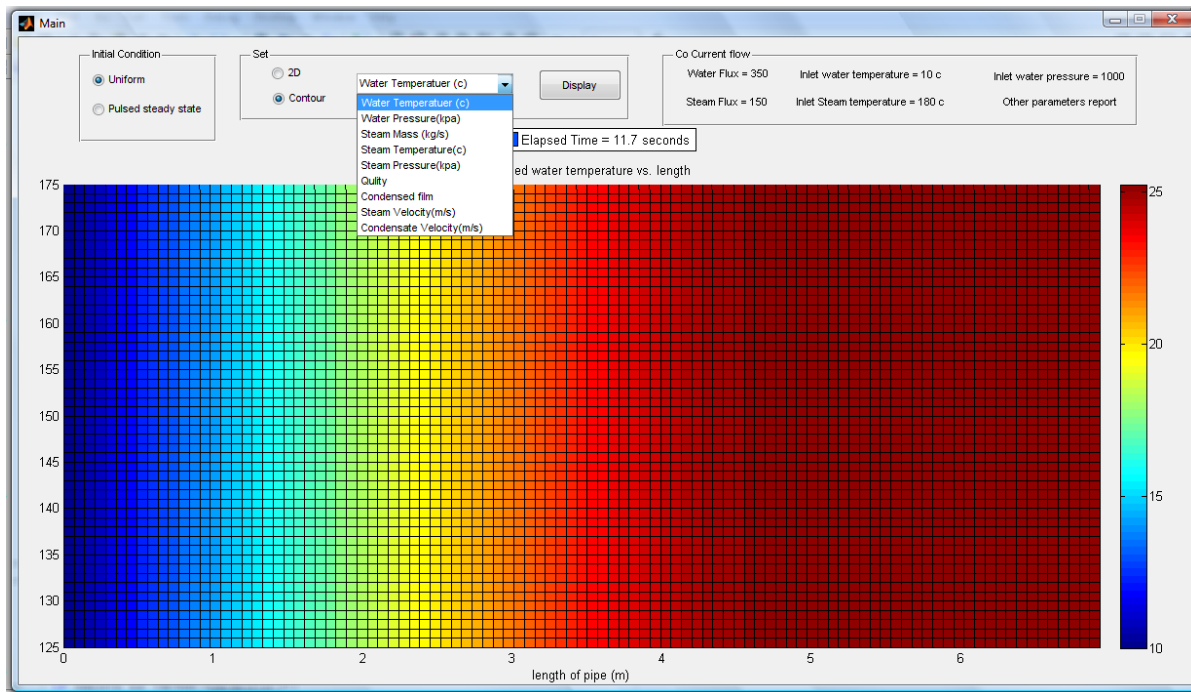 Main
Initial Condition
Uniform
Pulsed steady state
Set
2D
Contour
Water Temperatuer (c)
Display
Water Temperatuer (c)
Water Pressure(kpa)
Steam Mass (kg/s)
Steam Temperature(c)
Steam Pressure(kpa)
Qulity
Condensed film
Steam Velocity(m/s)
Condensate Velocity(m/s)
Co Current flow
Water Flux = 350 Inlet water temperature = 10 c Inlet water pressure = 1000
Steam Flux = 150 Inlet Steam temperature = 180 c Other parameters report
Elapsed Time = 11.7 seconds
water temperature vs. length
175
170
165
160
155
150
145
140
135
130
125
0 1 2 3 4 5 6
length of pipe (m)
25
20
15
10